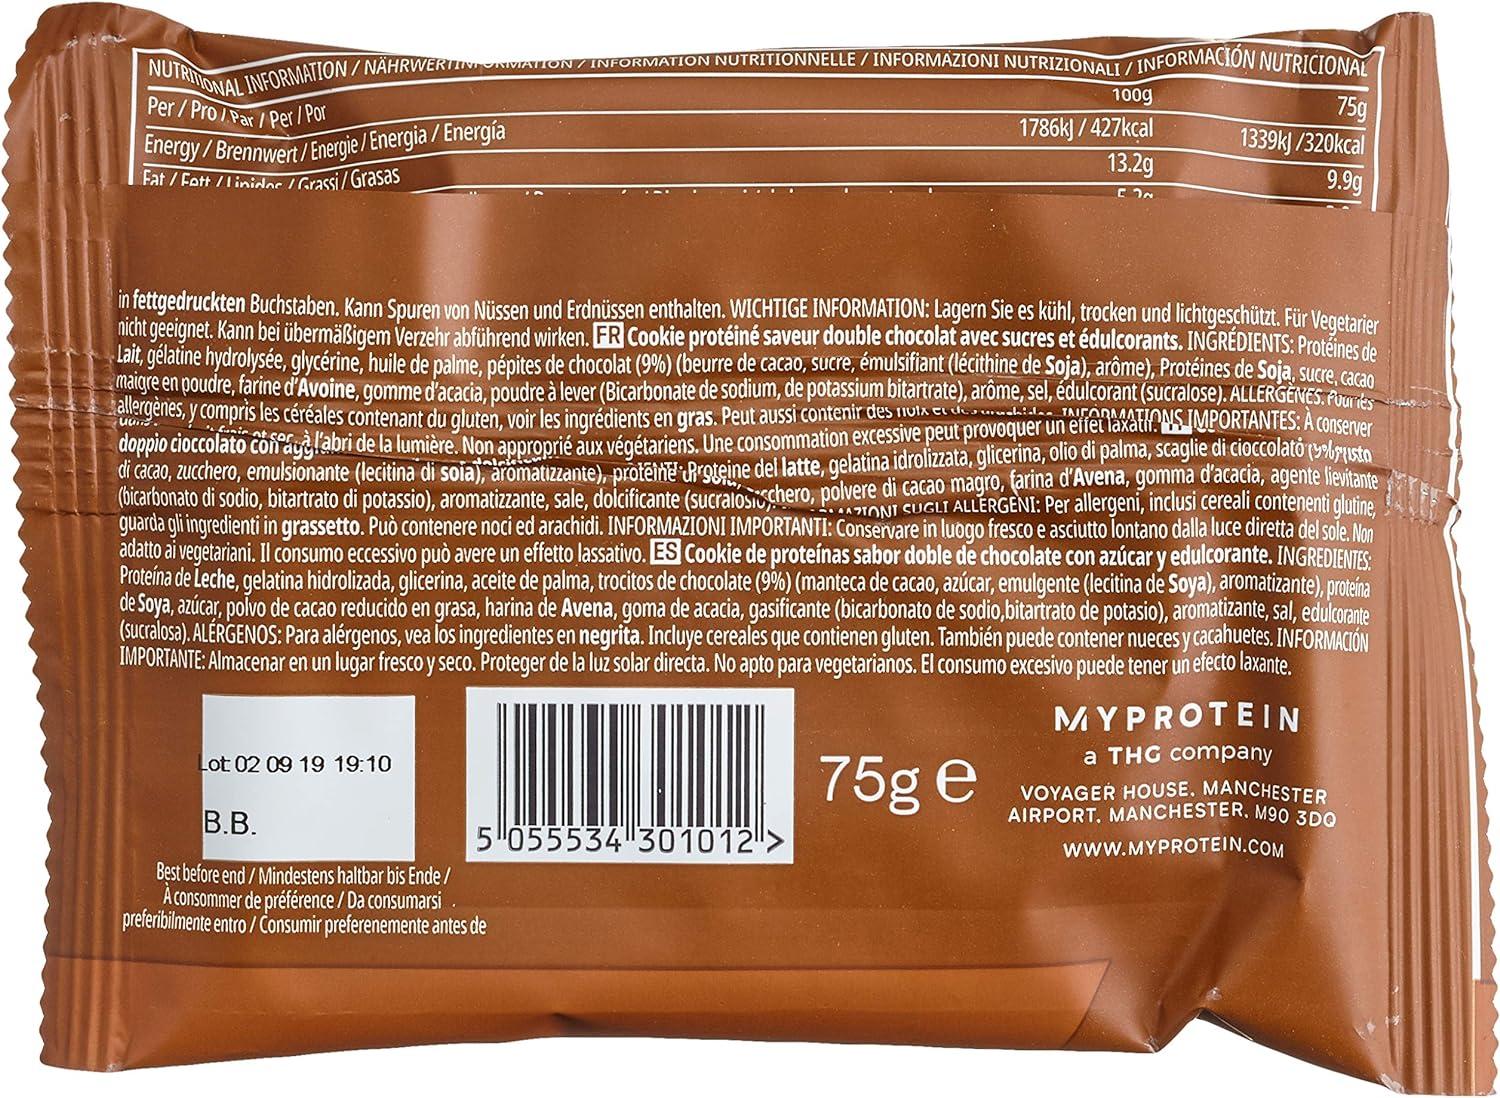 NUTRITIONAL INFORMATION / NÄHRWERTINFORMATION / INFORMATION NUTRITIONNELLE / INFORMAZIONI NUTRIZIONALI / INFORMACIÓN NUTRICIONAL
Per / Pro / Par / Per / Por 100g 75g
Energy / Brennwert / Energie / Energia / Energía 1786kJ / 427kcal 1339kJ /320kcal
Fat / Fett / Lipides / Grassi / Grasas 13.2g 9.9g
in fettgedruckten Buchstaben. Kann Spuren von Nüssen und Erdnüssen enthalten. WICHTIGE INFORMATION: Lagern Sie es kühl, trocken und lichtgeschützt. Für Vegetarier
nicht geeignet. Kann bei übermäßigem Verzehr abführend wirken. FR Cookie protéiné saveur double chocolat avec sucres et édulcorants. INGRÉDIENTS: Protéines de
Lait, gélatine hydrolysée, glycérine, huile de palme, pépites de chocolat (9%) (beurre de cacao, sucre, émulsifiant (lécithine de Soja), arôme), Protéines de Soja, sucre, cacao
maigre en poudre, farine d'Avoine, gomme d'acacia, poudre à lever (Bicarbonate de sodium, de potassium bitartrate), arôme, sel, édulcorant (sucralose). ALLERGÈNES: Pour les
allergènes, y compris les céréales contenant du gluten, voir les ingrédients en gras. Peut aussi contenir des noix et des arachides. INFORMATIONS IMPORTANTES: À conserver
à l'abri de la lumière. Non approprié aux végétariens. Une consommation excessive peut provoquer un effet laxatif.
doppio cioccolato con scaglie di cioccolato
di cacao, zucchero, emulsionante (lecitina di soia), aromatizzante), proteine di soia, zucchero, polvere di cacao magro, farina d'Avena, gomma d'acacia, agente lievitante
Proteine del latte, gelatina idrolizzata, glicerina, olio di palma,
(bicarbonato di sodio, bitartrato di potassio), aromatizzante, sale, dolcificante (sucralosio). INFORMAZIONI SUGLI ALLERGENI: Per allergeni, inclusi cereali contenenti glutine,
guarda gli ingredienti in grassetto. Può contenere noci ed arachidi. INFORMAZIONI IMPORTANTI: Conservare in luogo fresco e asciutto lontano dalla luce diretta del sole. Non
adatto ai vegetariani. Il consumo eccessivo può avere un effetto lassativo. ES Cookie de proteínas sabor doble de chocolate con azúcar y edulcorante. INGREDIENTES:
Proteína de Leche, gelatina hidrolizada, glicerina, aceite de palma, trocitos de chocolate (9%) (manteca de cacao, azúcar, emulgente (lecitina de Soya), aromatizante), proteína
de Soya, azúcar, polvo de cacao reducido en grasa, harina de Avena, goma de acacia, gasificante (bicarbonato de sodio,bitartrato de potasio), aromatizante, sal, edulcorante
(sucralosa). ALÉRGENOS: Para alérgenos, vea los ingredientes en negrita. Incluye cereales que contienen gluten. También puede contener nueces y cacahuetes. INFORMACIÓN
IMPORTANTE: Almacenar en un lugar fresco y seco. Proteger de la luz solar directa. No apto para vegetarianos. El consumo excesivo puede tener un efecto laxante.
Lot: 02 09 19 19:10
B.B.
Best before end / Mindestens haltbar bis Ende /
À consommer de préférence / Da consumarsi
preferibilmente entro / Consumir preferenemente antes de
5 055534 301012 >
75g e
MYPROTEIN
a THG company
VOYAGER HOUSE, MANCHESTER
AIRPORT, MANCHESTER, M90 3DQ
WWW.MYPROTEIN.COM